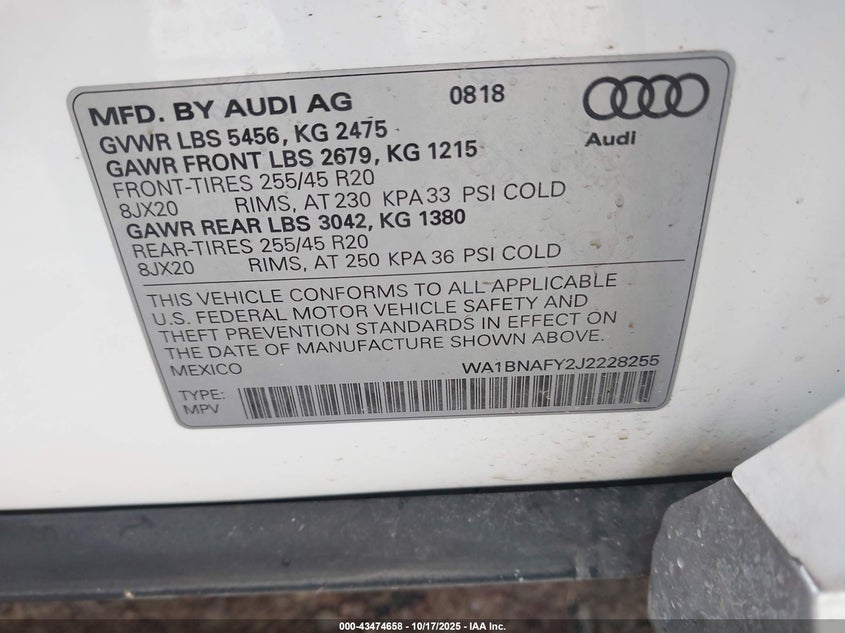 MFD. BY AUDI AG 0818
Audi
GVWR LBS 5456, KG 2475
GAWR FRONT LBS 2679, KG 1215
FRONT-TIRES 255/45 R20
8JX20 RIMS, AT 230 KPA 33 PSI COLD
GAWR REAR LBS 3042, KG 1380
REAR-TIRES 255/45 R20
8JX20 RIMS, AT 250 KPA 36 PSI COLD
THIS VEHICLE CONFORMS TO ALL APPLICABLE
U.S. FEDERAL MOTOR VEHICLE SAFETY AND
THEFT PREVENTION STANDARDS IN EFFECT ON
THE DATE OF MANUFACTURE SHOWN ABOVE.
MEXICO WA1BNAFY2J2228255
TYPE:
MPV
000-43474658 - 10/17/2025 - IAA Inc.